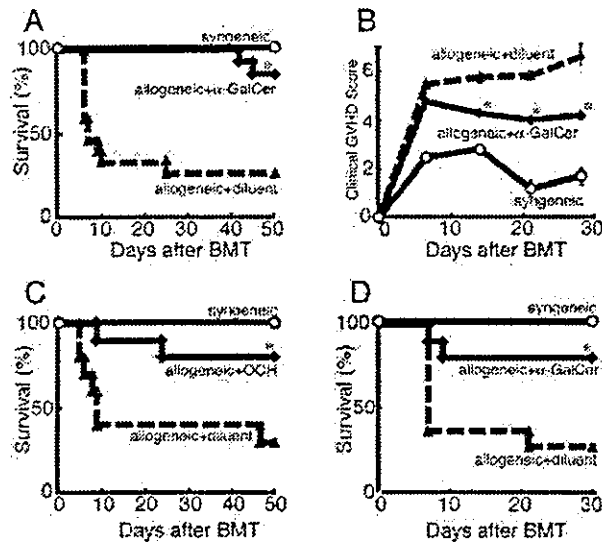 A
Survival (%)
100
50
0
syngeneic
allogeneic+α-GalCer
allogeneic+diluent
0 10 20 30 40 50
Days after BMT
B
Clinical GVHD Score
6
4
2
0
allogeneic+diluent
allogeneic+α-GalCer
syngeneic
0 10 20 30
Days after BMT
C
Survival (%)
100
50
0
syngeneic
allogeneic+OCH
allogeneic+diluent
0 10 20 30 40 50
Days after BMT
D
Survival (%)
100
50
0
syngeneic
allogeneic+α-GalCer
allogeneic+diluent
0 10 20 30
Days after BMT